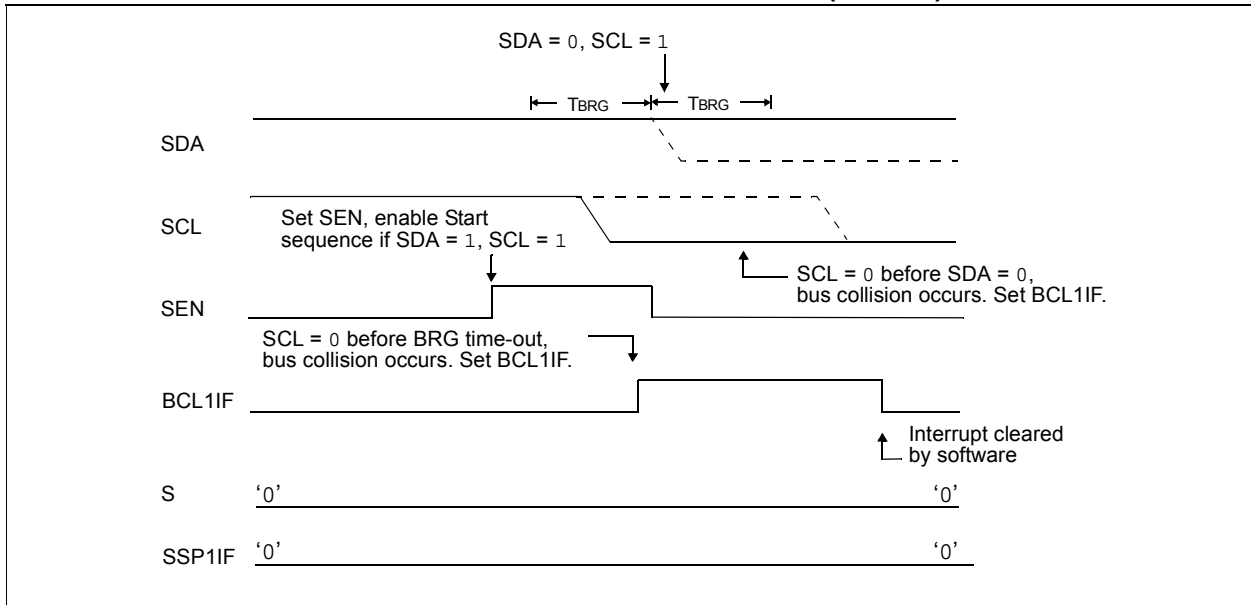 SDA = 0, SCL = 1
TBRG TBRG
SDA
SCL
Set SEN, enable Start
sequence if SDA = 1, SCL = 1
SCL = 0 before SDA = 0,
bus collision occurs. Set BCL1IF.
SEN
SCL = 0 before BRG time-out,
bus collision occurs. Set BCL1IF.
BCL1IF
Interrupt cleared
by software
S ‘0’ ‘0’
SSP1IF ‘0’ ‘0’